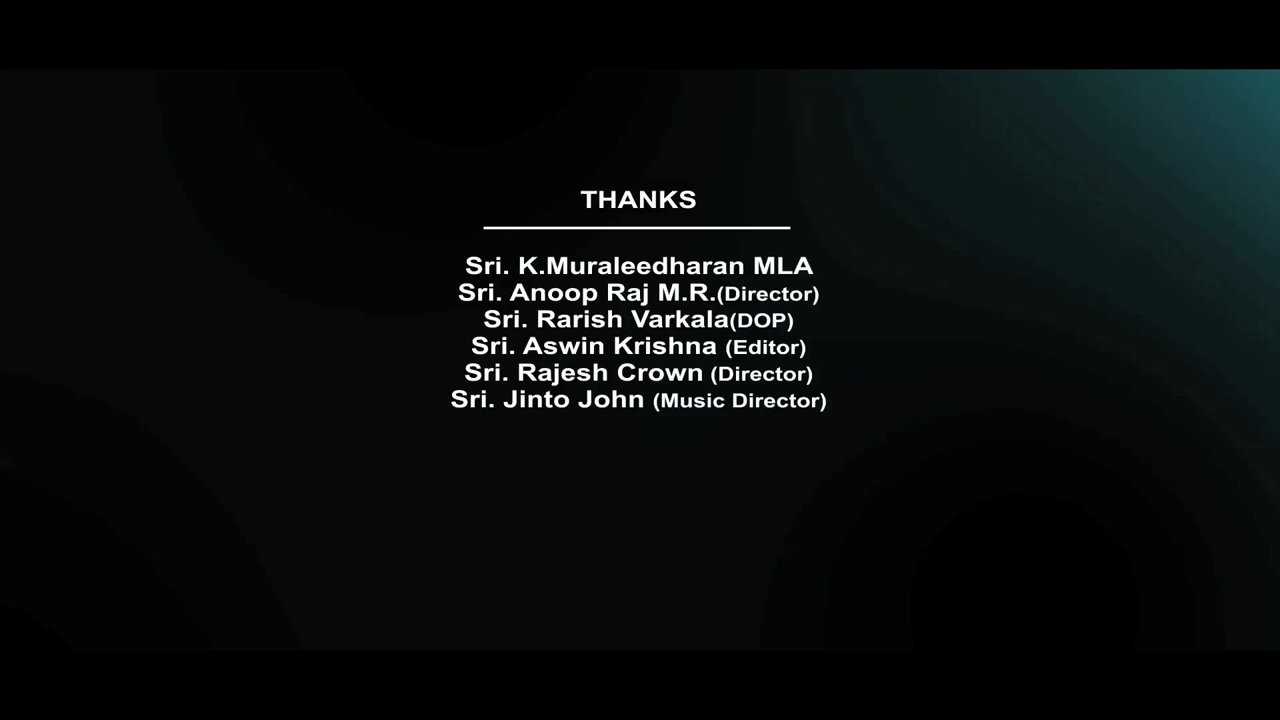 THANKS
Sri. K.Muraleedharan MLA
Sri. Anoop Raj M.R.(Director)
Sri. Rarish Varkala(DOP)
Sri. Aswin Krishna (Editor)
Sri. Rajesh Crown (Director)
Sri. Jinto John (Music Director)